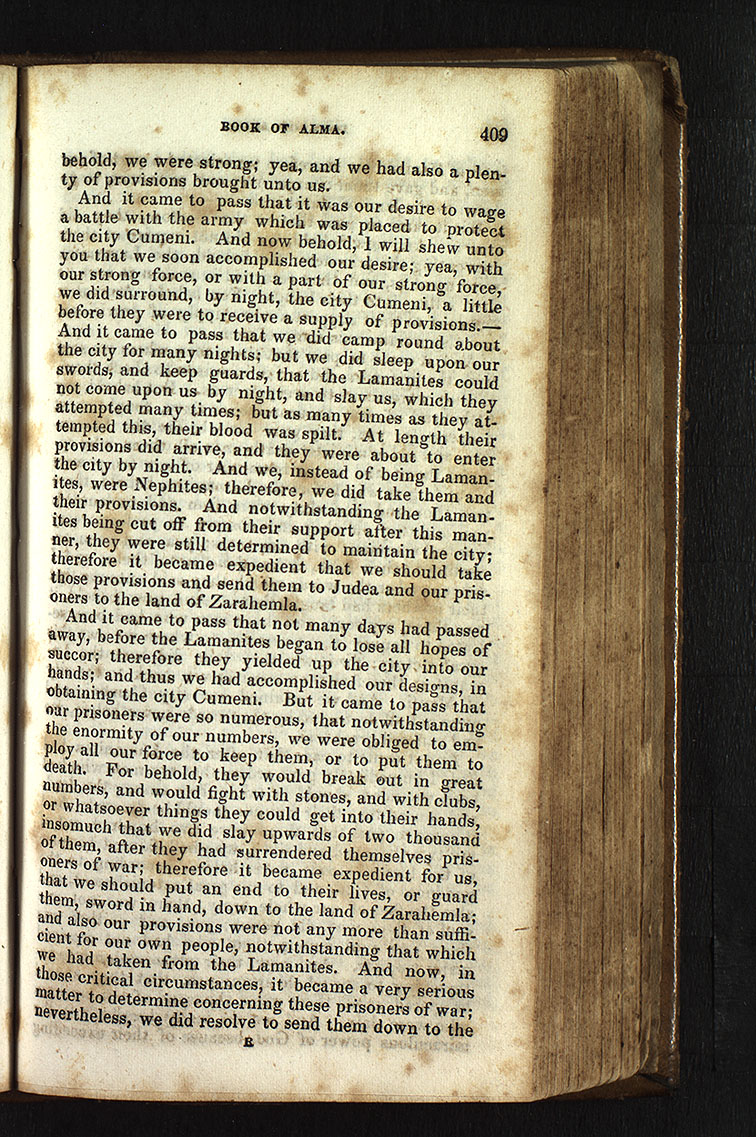 BOOK OF ALMA. 409
behold, we were strong; yea, and we had also a plen-
ty of provisions brought unto us.
And it came to pass that it was our desire to wage
a battle with the army which was placed to protect
the city Cumeni. And now behold, I will shew unto
you that we soon accomplished our desire; yea, with
our strong force, or with a part of our strong force,
we did surround, by night, the city Cumeni, a little
before they were to receive a supply of provisions.—
And it came to pass that we did camp round about
the city for many nights; but we did sleep upon our
swords, and keep guards, that the Lamanites could
not come upon us by night, and slay us, which they
attempted many times; but as many times as they at-
tempted this, their blood was spilt. At length their
provisions did arrive, and they were about to enter
the city by night. And we, instead of being Laman-
ites, were Nephites; therefore, we did take them and
their provisions. And notwithstanding the Laman-
ites being cut off from their support after this man-
ner, they were still determined to maintain the city;
therefore it became expedient that we should take
those provisions and send them to Judea and our pris-
oners to the land of Zarahemla.
And it came to pass that not many days had passed
away, before the Lamanites began to lose all hopes of
succor; therefore they yielded up the city into our
hands; and thus we had accomplished our designs, in
obtaining the city Cumeni. But it came to pass that
our prisoners were so numerous, that notwithstanding
the enormity of our numbers, we were obliged to em-
ploy all our force to keep them, or to put them to
death. For behold, they would break out in great
numbers, and would fight with stones, and with clubs,
or whatsoever things they could get into their hands,
insomuch that we did slay upwards of two thousand
of them, after they had surrendered themselves pris-
oners of war; therefore it became expedient for us,
that we should put an end to their lives, or guard
them, sword in hand, down to the land of Zarahemla;
and also our provisions were not any more than suffi-
cient for our own people, notwithstanding that which
we had taken from the Lamanites. And now, in
those critical circumstances, it became a very serious
matter to determine concerning these prisoners of war;
nevertheless, we did resolve to send them down to the
R